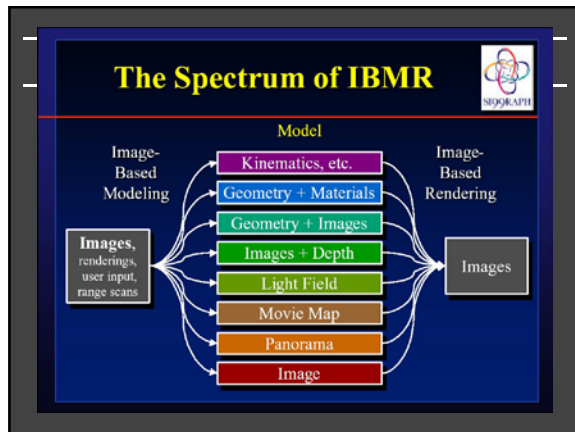 The Spectrum of IBMR
SIGGRAPH
Model
Image-
Based
Modeling
Image-
Based
Rendering
Kinematics, etc.
Geometry + Materials
Geometry + Images
Images + Depth
Light Field
Movie Map
Panorama
Image
Images,
renderings,
user input,
range scans
Images